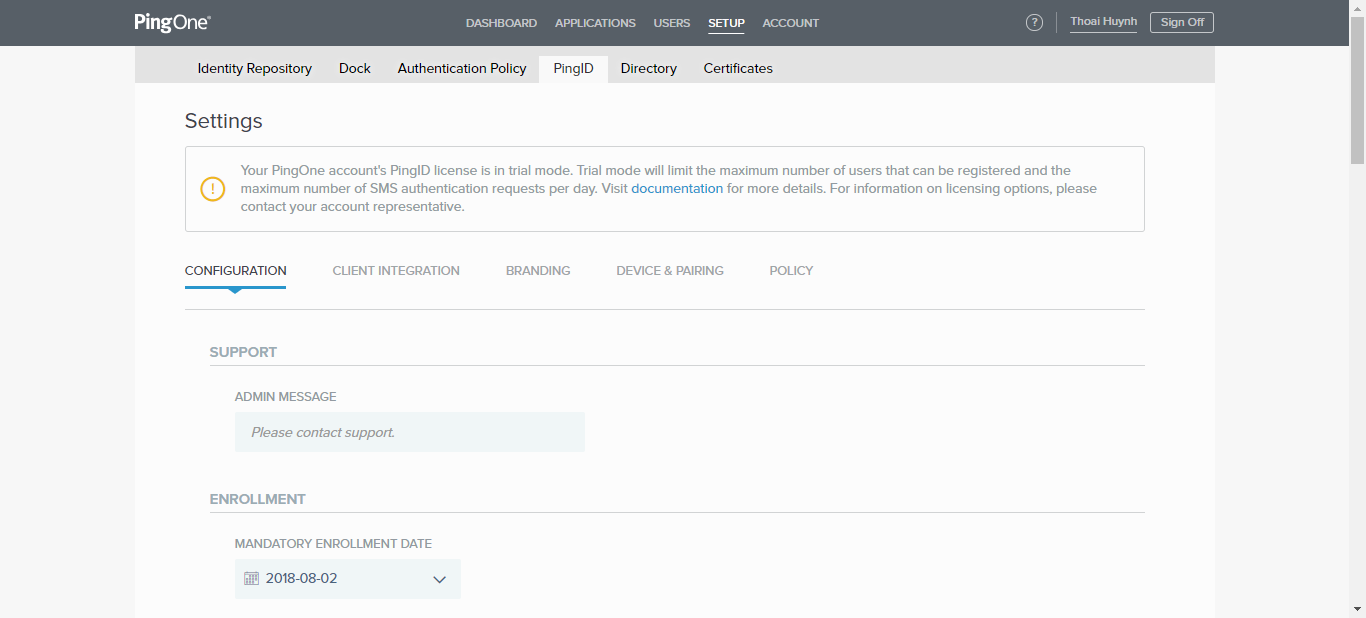 PingOne®
DASHBOARD APPLICATIONS USERS SETUP ACCOUNT
? Thoai Huynh Sign Off
Identity Repository Dock Authentication Policy PingID Directory Certificates
Settings
Your PingOne account's PingID license is in trial mode. Trial mode will limit the maximum number of users that can be registered and the
maximum number of SMS authentication requests per day. Visit documentation for more details. For information on licensing options, please
contact your account representative.
CONFIGURATION CLIENT INTEGRATION BRANDING DEVICE & PAIRING POLICY
SUPPORT
ADMIN MESSAGE
Please contact support.
ENROLLMENT
MANDATORY ENROLLMENT DATE
2018-08-02